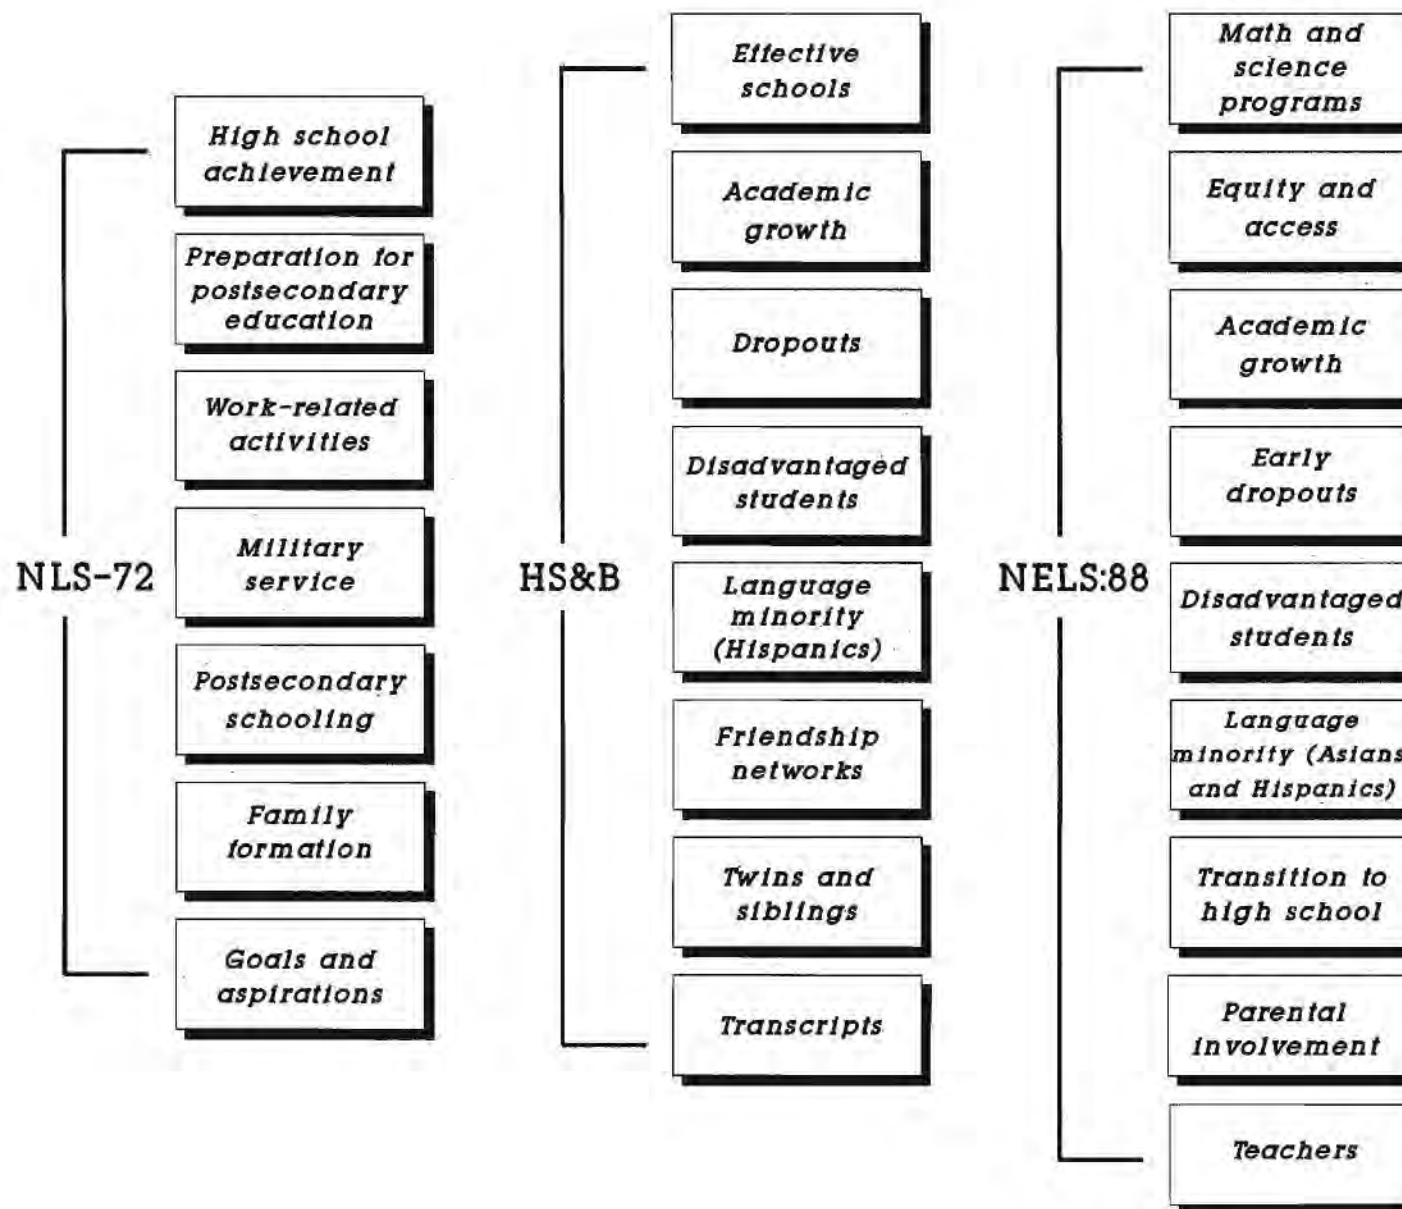 NLS-72
High school
achievement
Preparation for
postsecondary
education
Work-related
activities
Military
service
Postsecondary
schooling
Family
formation
Goals and
aspirations
HS&B
Effective
schools
Academic
growth
Dropouts
Disadvantaged
students
Language
minority
(Hispanics)
Friendship
networks
Twins and
siblings
Transcripts
NELS:88
Math and
science
programs
Equity and
access
Academic
growth
Early
dropouts
Disadvantaged
students
Language
minority (Asians
and Hispanics)
Transition to
high school
Parental
involvement
Teachers